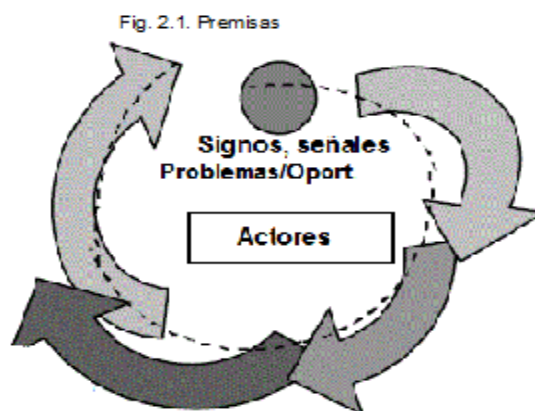 Fig. 2.1. Premisas
Signos, señales
Problemas/Oport
Actores